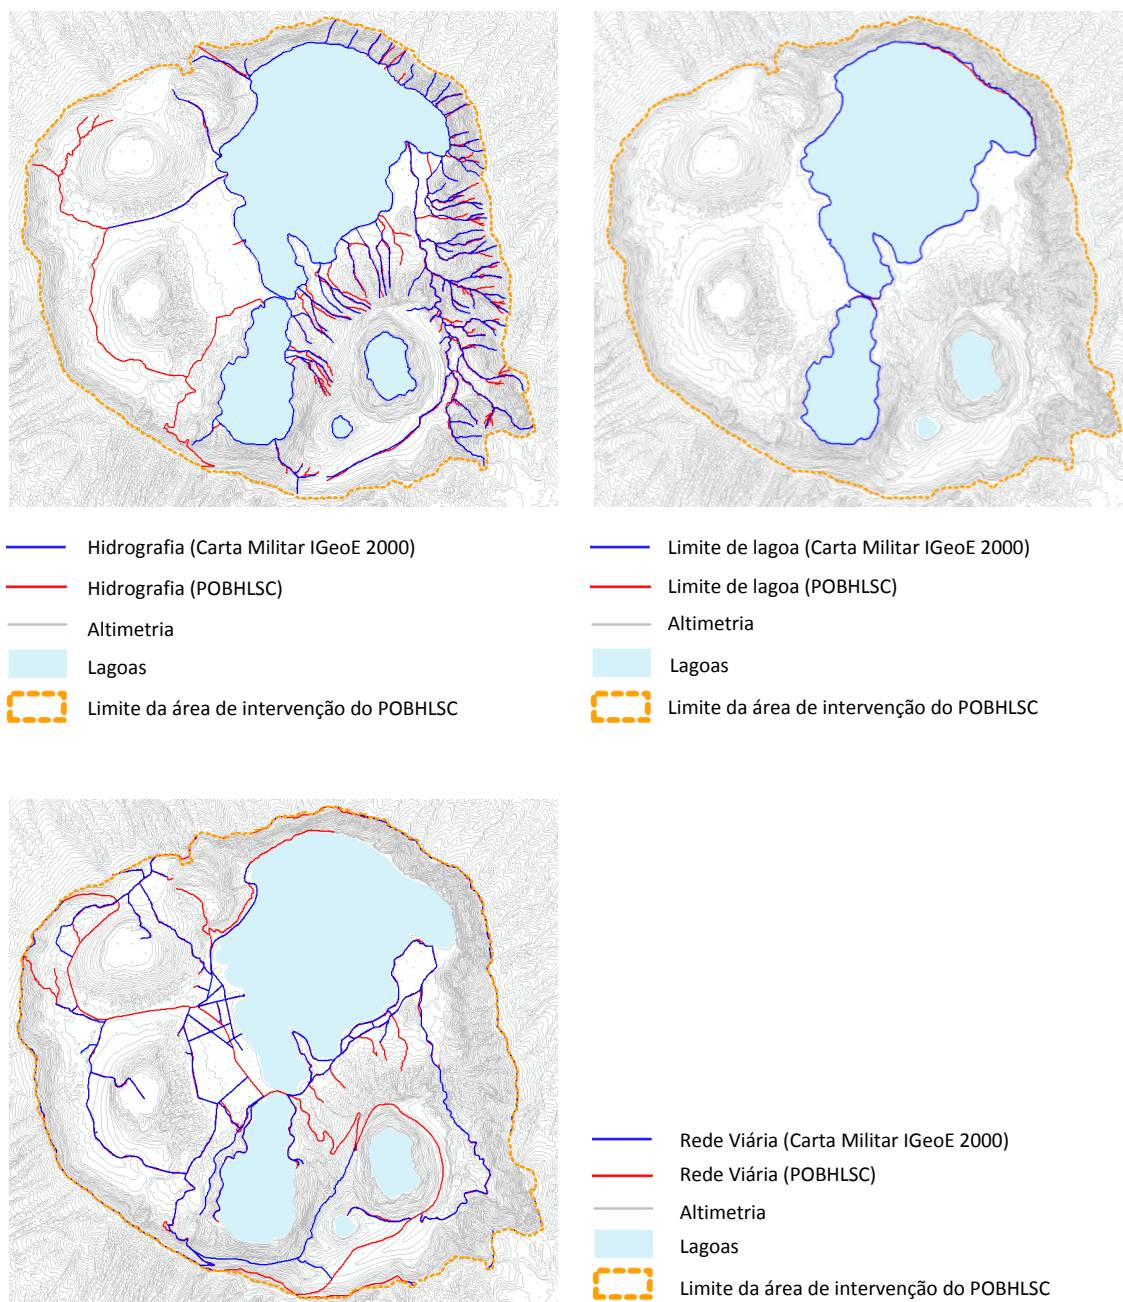 Hidrografia (Carta Militar IGeoE 2000)
Hidrografia (POBHLSC)
Altimetria
Lagoas
Limite da área de intervenção do POBHLSC
Limite de lagoa (Carta Militar IGeoE 2000)
Limite de lagoa (POBHLSC)
Altimetria
Lagoas
Limite da área de intervenção do POBHLSC
Rede Viária (Carta Militar IGeoE 2000)
Rede Viária (POBHLSC)
Altimetria
Lagoas
Limite da área de intervenção do POBHLSC